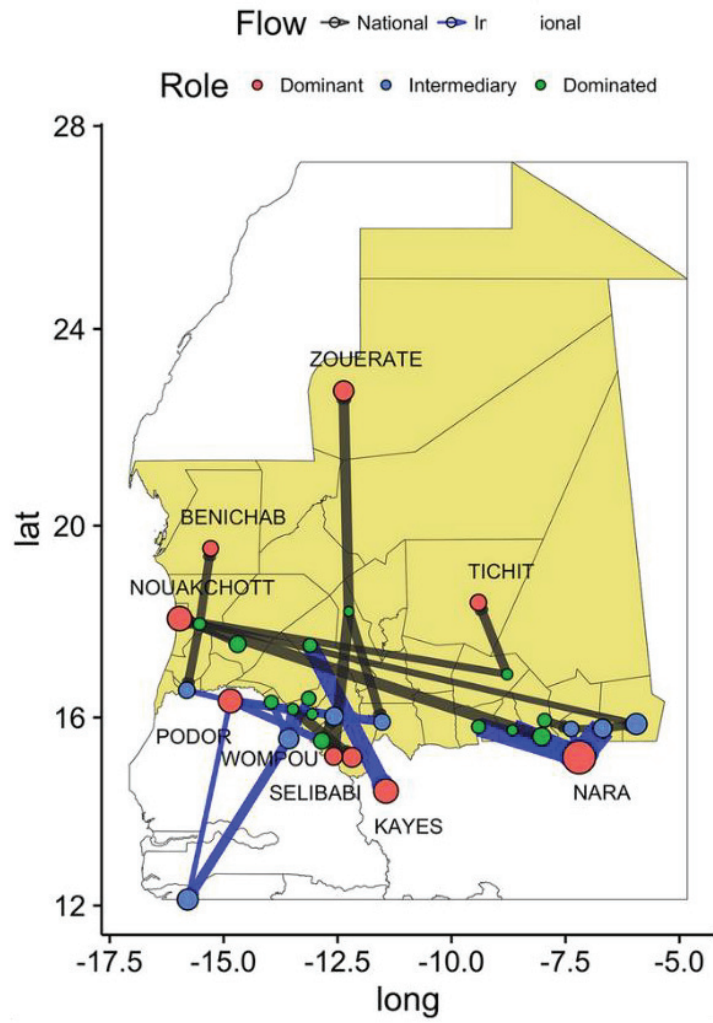 Flow National ional
Role Dominant Intermediary Dominated
28
24
20
16
12
lat
ZOUERATE
BENICHAB
TICHIT
NOUAKCHOTT
PODOR
WOMPOU
SELIBABI
NARA
KAYES
-17.5 -15.0 -12.5 -10.0 -7.5 -5.0
long